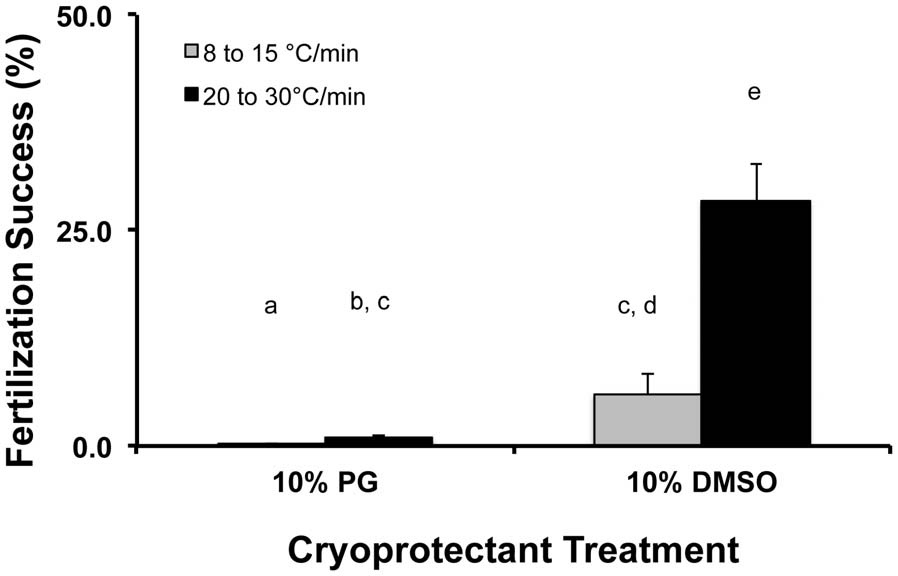 Fertilization Success (%)
50.0
25.0
0.0
8 to 15 °C/min
20 to 30°C/min
a
b, c
c, d
e
10% PG
10% DMSO
Cryoprotectant Treatment